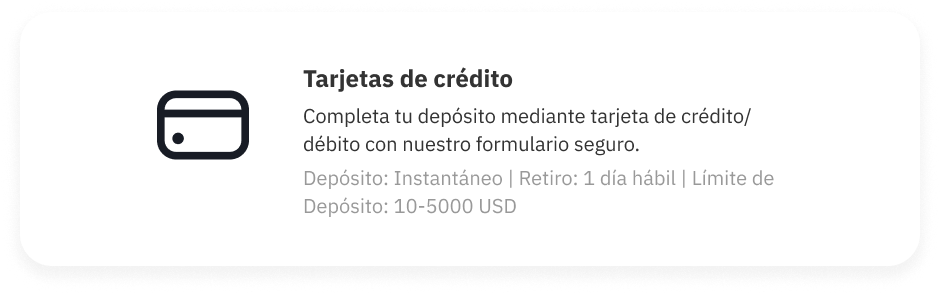 Tarjetas de crédito
Completa tu depósito mediante tarjeta de crédito/
débito con nuestro formulario seguro.
Depósito: Instantáneo | Retiro: 1 día hábil | Límite de
Depósito: 10-5000 USD